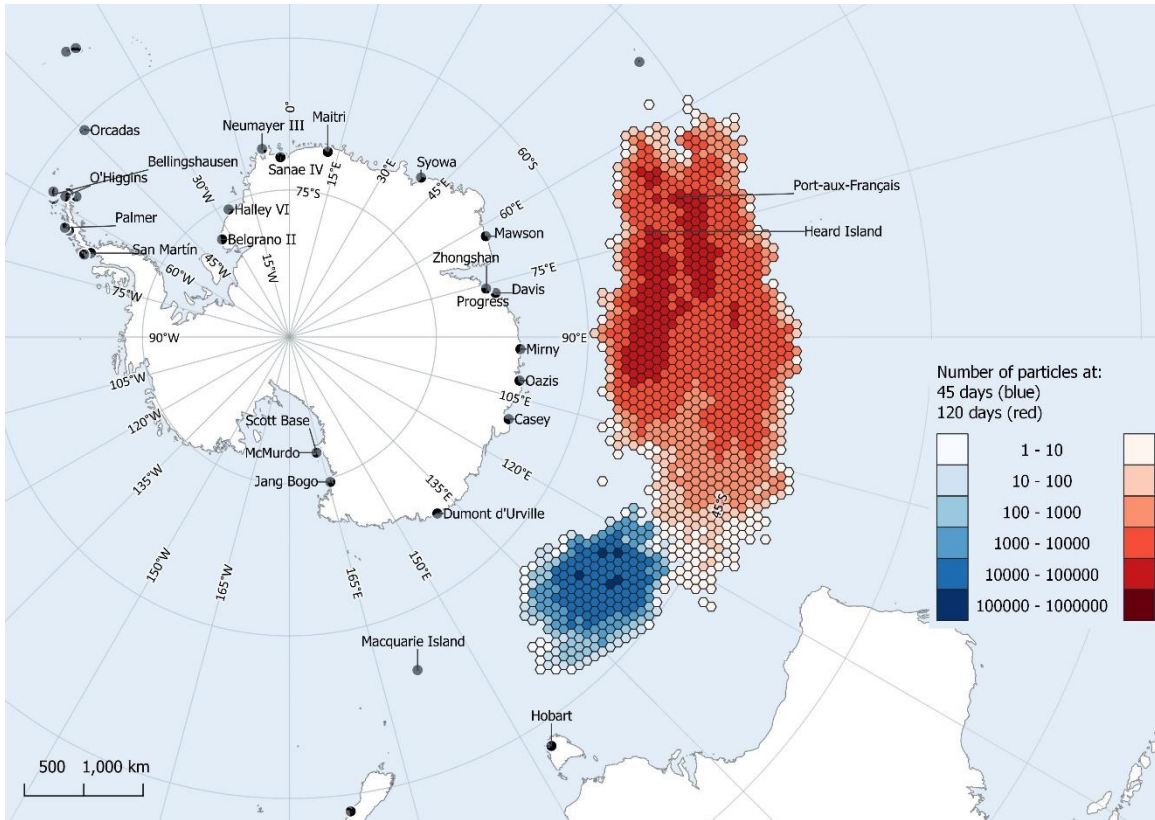 Orcadas
Neumayer III
0°
Maitri
Bellingshausen
O'Higgins
30°W
Sanae IV
15°E
30°E
Syowa
45°E
60°S
75°S
Port-aux-Français
Palmer
Halley VI
60°E
Mawson
Heard Island
San Martín
45°W
Belgrano II
60°W
15°W
Zhongshan
75°E
Davis
Progress
75°W
90°W
90°E
Mirny
105°W
Oazis
105°E
120°W
Casey
Scott Base
McMurdo
120°E
135°W
Jang Bogo
135°E
Dumont d'Urville
45°S
150°W
165°W
165°E
150°E
Macquarie Island
Hobart
500 1,000 km
Number of particles at:
45 days (blue)
120 days (red)
1 - 10
10 - 100
100 - 1000
1000 - 10000
10000 - 100000
100000 - 1000000